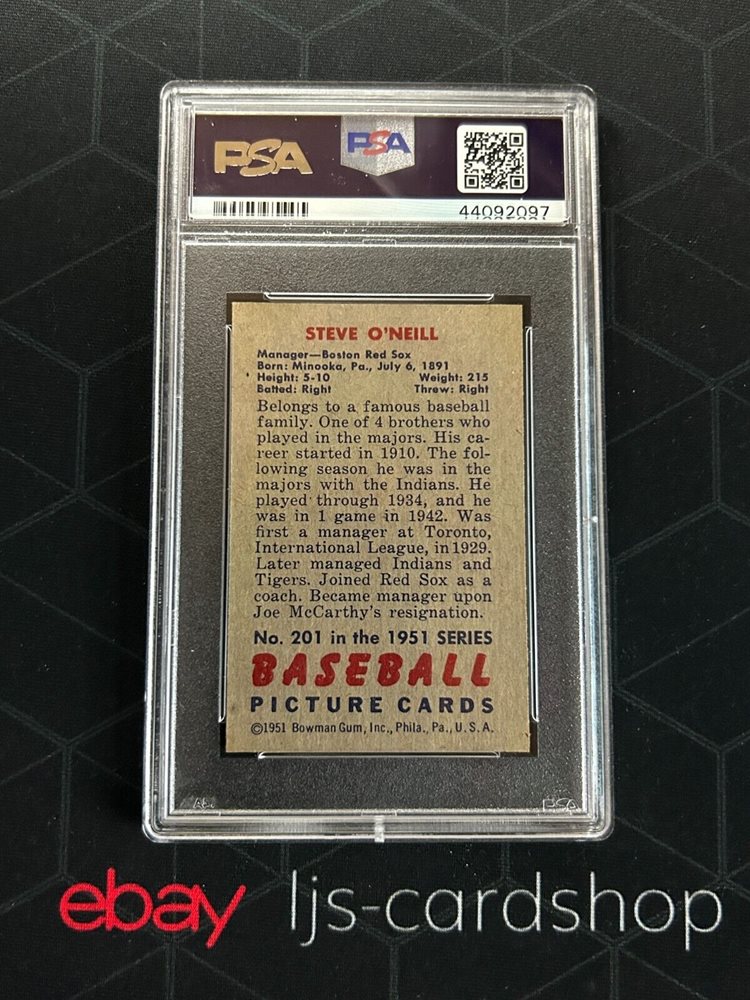 PSA PSA
44092097
STEVE O'NEILL
Manager—Boston Red Sox
Born: Minooka, Pa., July 6, 1891
Height: 5-10 Weight: 215
Batted: Right Threw: Right
Belongs to a famous baseball
family. One of 4 brothers who
played in the majors. His ca-
reer started in 1910. The fol-
lowing season he was in the
majors with the Indians. He
played through 1934, and he
was in 1 game in 1942. Was
first a manager at Toronto,
International League, in 1929.
Later managed Indians and
Tigers. Joined Red Sox as a
coach. Became manager upon
Joe McCarthy's resignation.
No. 201 in the 1951 SERIES
BASEBALL
PICTURE CARDS
©1951 Bowman Gum, Inc., Phila., Pa., U.S.A.
PSA
ebay ljs-cardshop